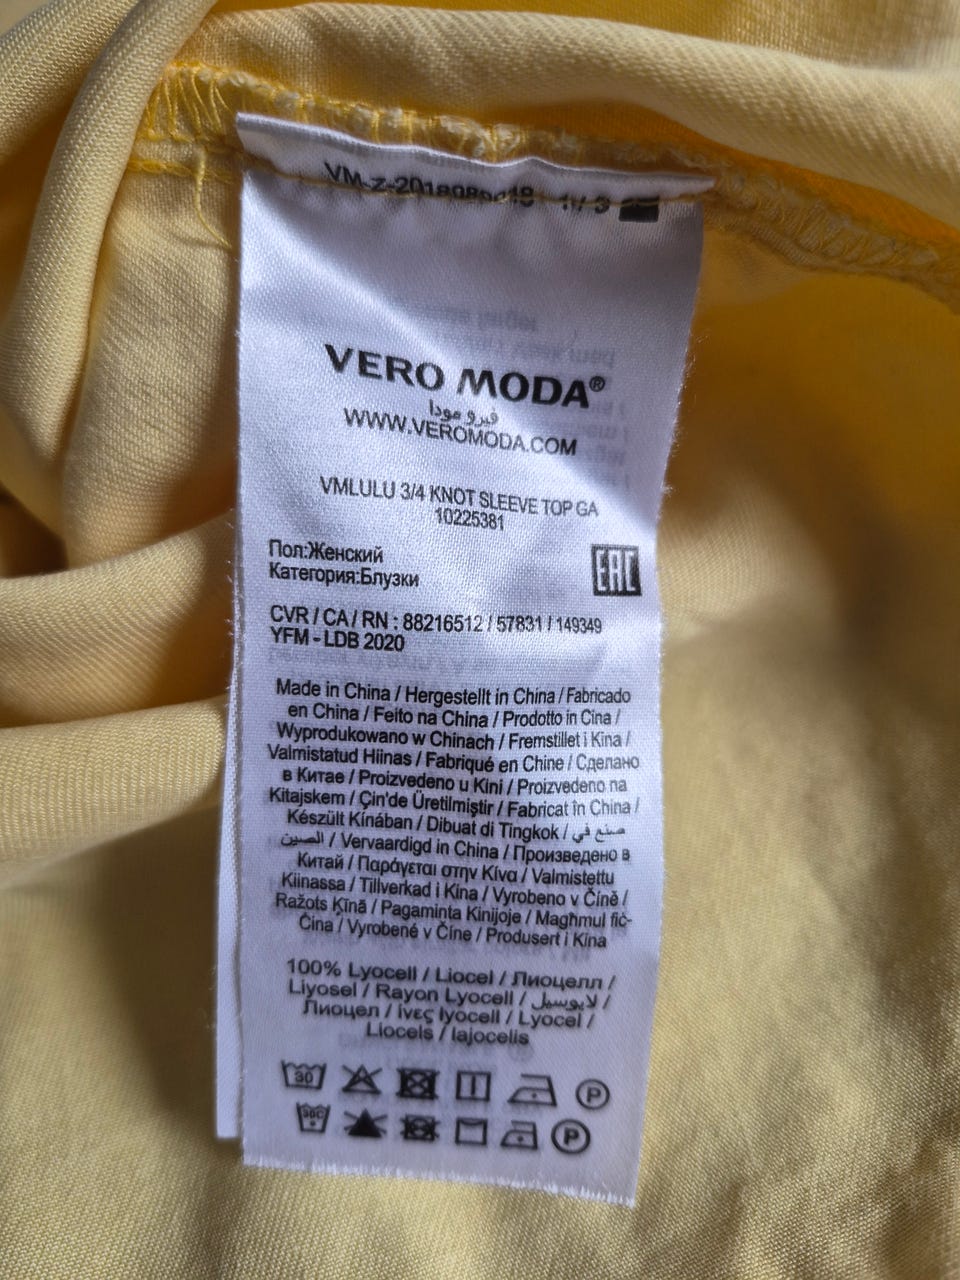 VERO MODA®
فيرو مودا
WWW.VEROMODA.COM
VMLULU 3/4 KNOT SLEEVE TOP GA
10225381
Пол:Женский
Категория:Блузки
EAC
CVR / CA / RN : 88216512 / 57831 / 149349
YFM - LDB 2020
Made in China / Hergestellt in China / Fabricado
en China / Feito na China / Prodotto in Cina /
Wyprodukowano w Chinach / Fremstillet i Kina /
Valmistatud Hiinas / Fabriqué en Chine / Сделано
в Китае / Proizvedeno u Kini / Proizvedeno na
Kitajskem / Çin'de Üretilmiştir / Fabricat în China /
Készült Kínában / Dibuat di Tingkok / صنع في
الصين / Vervaardigd in China / Произведено в
Китай / Παράγεται στην Κίνα / Valmistettu
Kiinassa / Tillverkad i Kina / Vyrobeno v Číně /
Ražots Ķīnā / Pagaminta Kinijoje / Magħmul fiċ-
Ċina / Vyrobené v Číne / Produsert i Kina
100% Lyocell / Liocel / Лиоцелл /
Liyosel / Rayon Lyocell / لايوسيل /
Лиоцел / ίνες lyocell / Lyocel /
Liocels / lajocelis
30 P
30C P